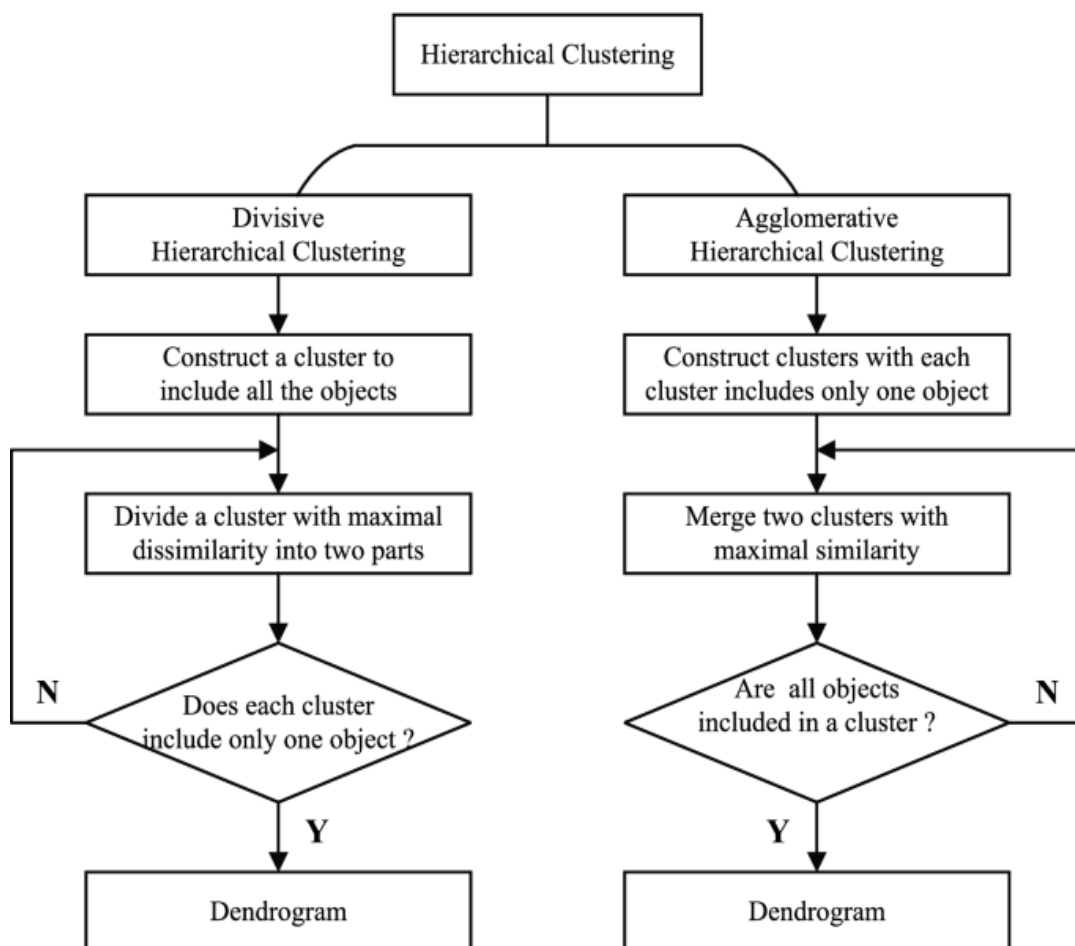 Hierarchical Clustering
Divisive
Hierarchical Clustering
Construct a cluster to
include all the objects
Divide a cluster with maximal
dissimilarity into two parts
N
Does each cluster
include only one object ?
Y
Dendrogram
Agglomerative
Hierarchical Clustering
Construct clusters with each
cluster includes only one object
Merge two clusters with
maximal similarity
Are all objects
included in a cluster ?
N
Y
Dendrogram